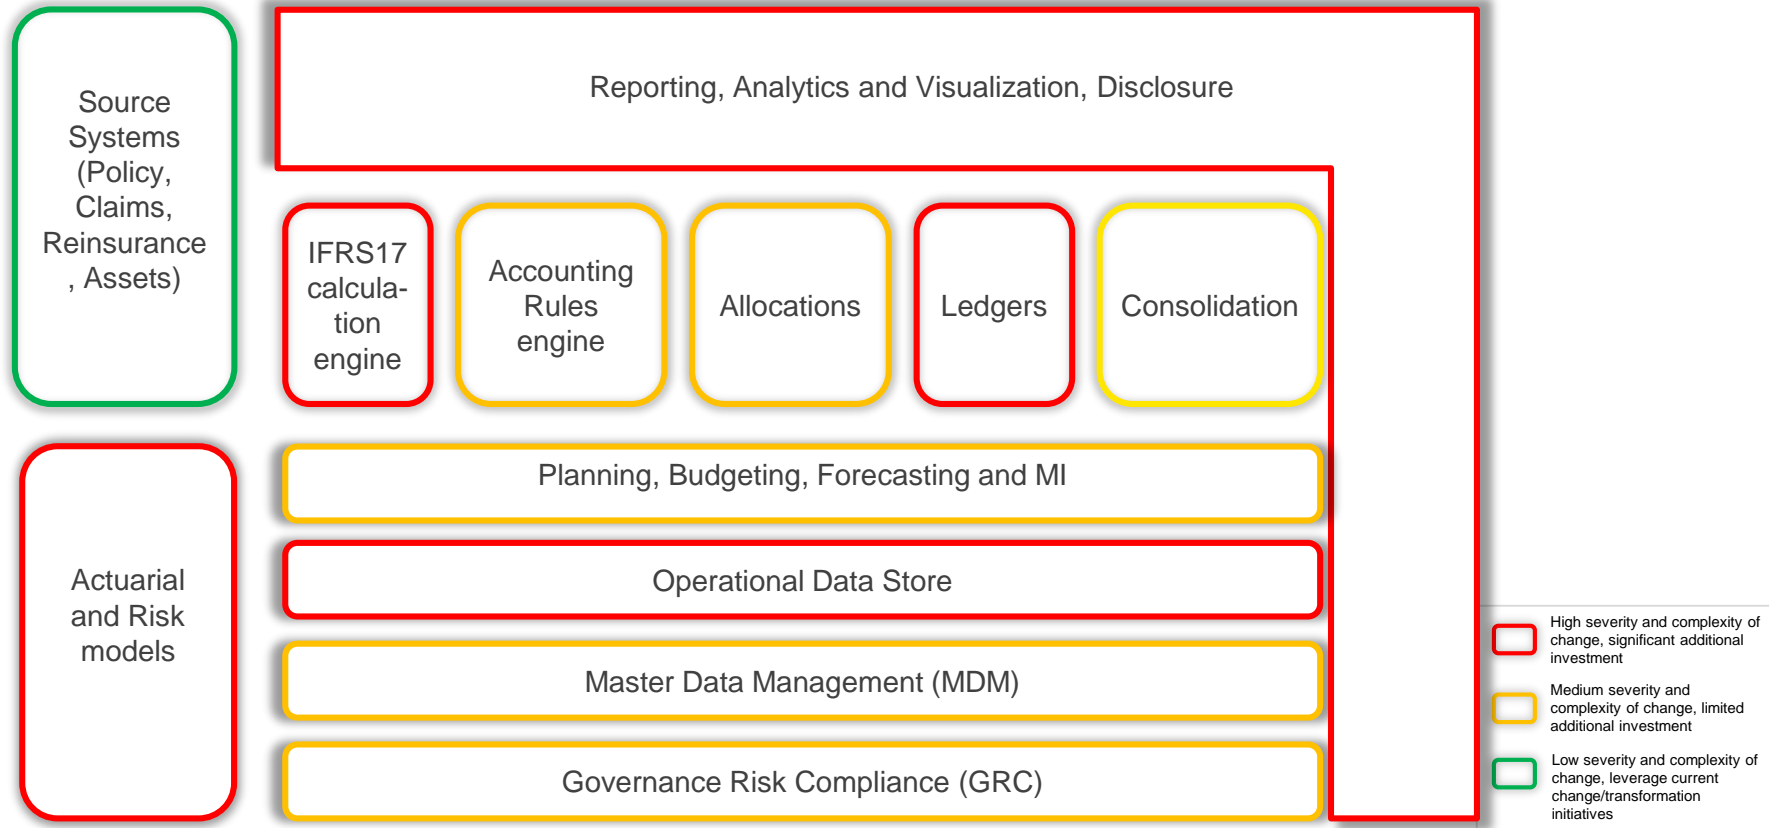 Source
Systems
(Policy,
Claims,
Reinsurance
, Assets)
Reporting, Analytics and Visualization, Disclosure
IFRS17
calcula-
tion
engine
Accounting
Rules
engine
Allocations
Ledgers
Consolidation
Actuarial
and Risk
models
Planning, Budgeting, Forecasting and MI
Operational Data Store
Master Data Management (MDM)
Governance Risk Compliance (GRC)
High severity and complexity of
change, significant additional
investment
Medium severity and
complexity of change, limited
additional investment
Low severity and complexity of
change, leverage current
change/transformation
initiatives